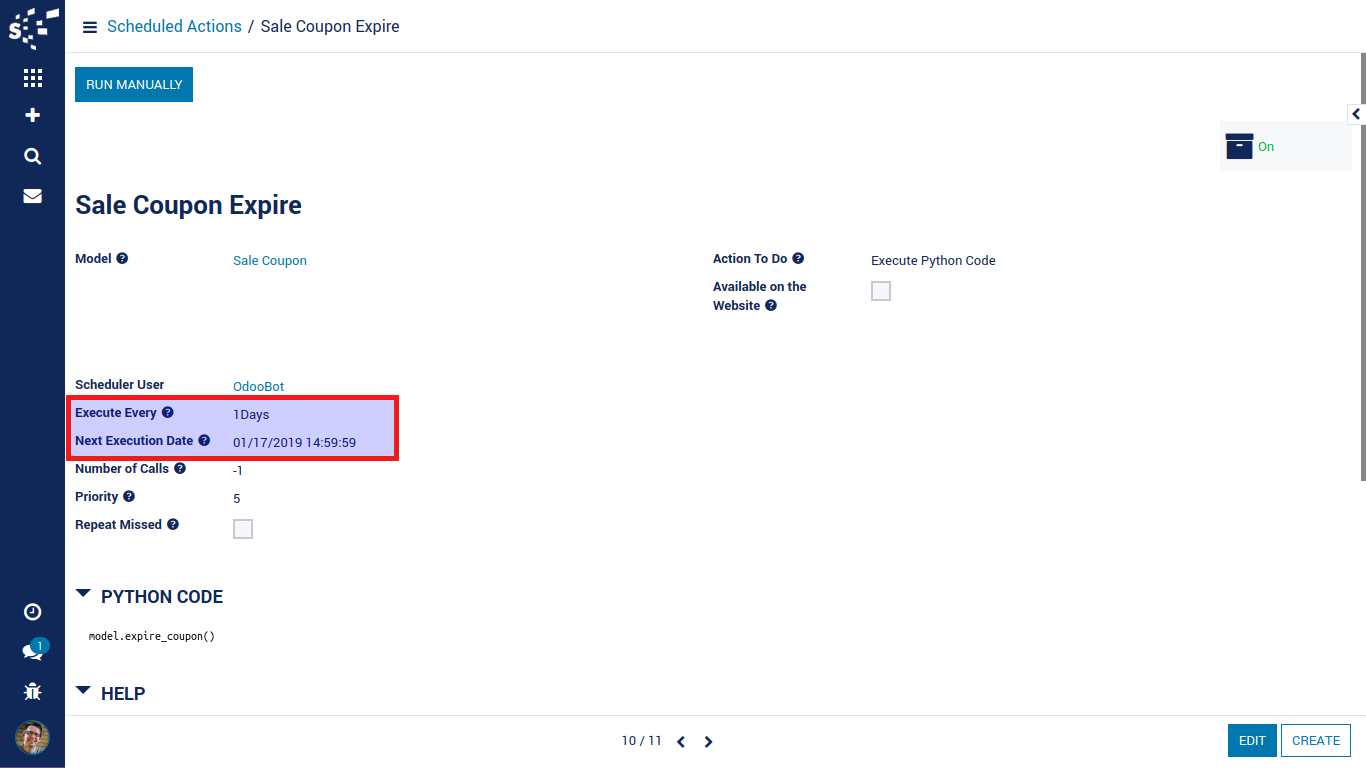 Scheduled Actions / Sale Coupon Expire
RUN MANUALLY
On
Sale Coupon Expire
Model
Sale Coupon
Action To Do
Execute Python Code
Available on the
Website
Scheduler User
OdooBot
Execute Every
1Days
Next Execution Date
01/17/2019 14:59:59
Number of Calls
-1
Priority
5
Repeat Missed
PYTHON CODE
model.expire_coupon()
1
HELP
10 / 11
EDIT
CREATE